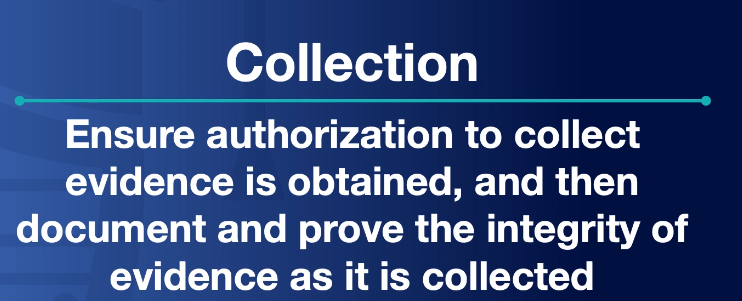 Collection
Ensure authorization to collect
evidence is obtained, and then
document and prove the integrity of
evidence as it is collected